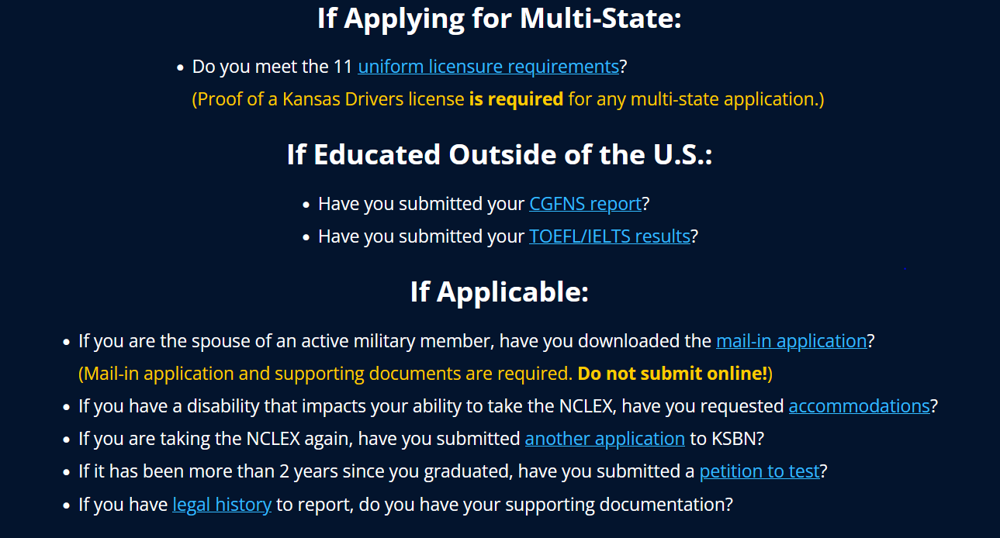 If Applying for Multi-State:
• Do you meet the 11 uniform licensure requirements?
(Proof of a Kansas Drivers license is required for any multi-state application.)
If Educated Outside of the U.S.:
• Have you submitted your CGFNS report?
• Have you submitted your TOEFL/IELTS results?
If Applicable:
• If you are the spouse of an active military member, have you downloaded the mail-in application?
(Mail-in application and supporting documents are required. Do not submit online!)
• If you have a disability that impacts your ability to take the NCLEX, have you requested accommodations?
• If you are taking the NCLEX again, have you submitted another application to KSBN?
• If it has been more than 2 years since you graduated, have you submitted a petition to test?
• If you have legal history to report, do you have your supporting documentation?